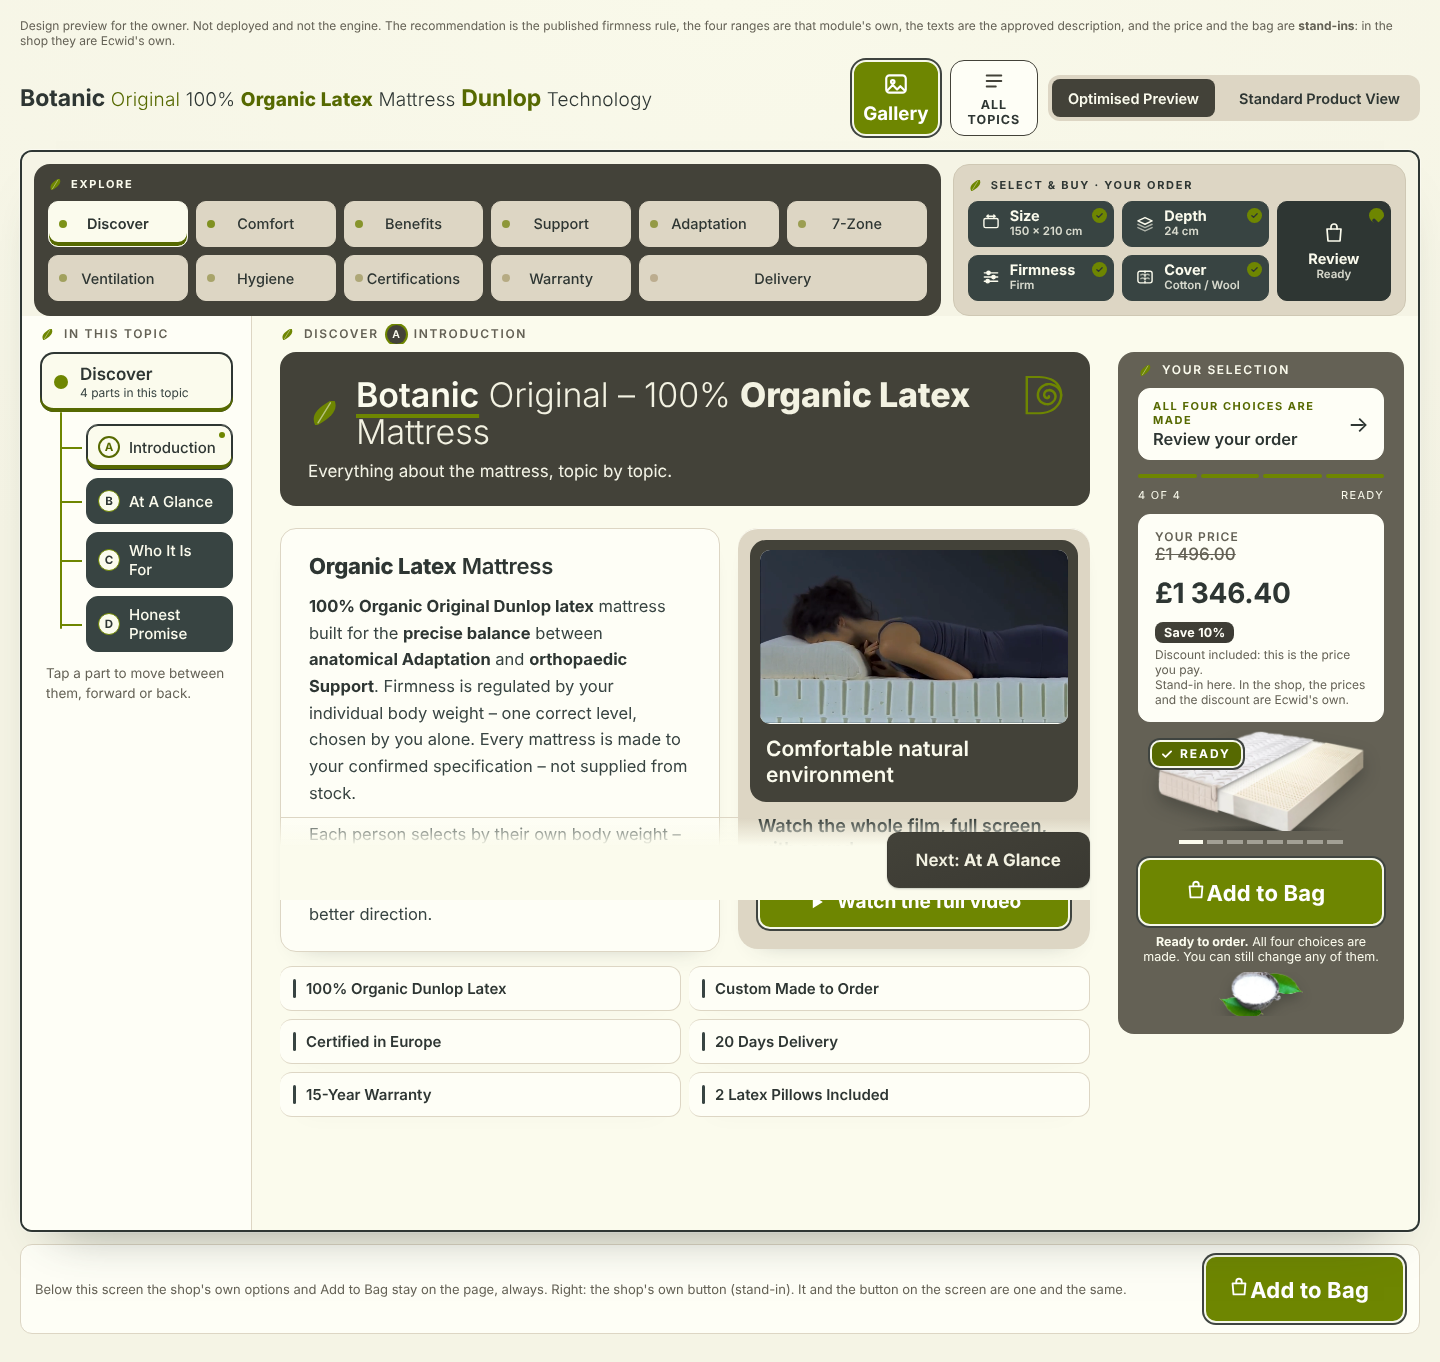 Design preview for the owner. Not deployed and not the engine. The recommendation is the published firmness rule, the four ranges are that module's own, the texts are the approved description, and the price and the bag are stand-ins: in the
shop they are Ecwid's own.
Botanic Original 100% Organic Latex Mattress Dunlop Technology
Gallery
ALL
TOPICS
Optimised Preview
Standard Product View
EXPLORE
Discover
Comfort
Benefits
Support
Adaptation
7-Zone
Ventilation
Hygiene
Certifications
Warranty
Delivery
SELECT & BUY · YOUR ORDER
Size
150 × 210 cm
Depth
24 cm
Firmness
Firm
Cover
Cotton / Wool
Review
Ready
IN THIS TOPIC
Discover
4 parts in this topic
A Introduction
B At A Glance
C Who It Is
For
D Honest
Promise
Tap a part to move between
them, forward or back.
DISCOVER A INTRODUCTION
Botanic Original – 100% Organic Latex
Mattress
Everything about the mattress, topic by topic.
Organic Latex Mattress
100% Organic Original Dunlop latex mattress
built for the precise balance between
anatomical Adaptation and orthopaedic
Support. Firmness is regulated by your
individual body weight – one correct level,
chosen by you alone. Every mattress is made to
your confirmed specification – not supplied from
stock.
Each person selects by their own body weight –
better direction.
Comfortable natural
environment
Watch the whole film, full screen,
Next: At A Glance
Watch the full video
100% Organic Dunlop Latex
Custom Made to Order
Certified in Europe
20 Days Delivery
15-Year Warranty
2 Latex Pillows Included
YOUR SELECTION
ALL FOUR CHOICES ARE
MADE
Review your order
4 OF 4
READY
YOUR PRICE
£1 496.00
£1 346.40
Save 10%
Discount included: this is the price
you pay.
Stand-in here. In the shop, the prices
and the discount are Ecwid's own.
READY
Add to Bag
Ready to order. All four choices are
made. You can still change any of them.
Below this screen the shop's own options and Add to Bag stay on the page, always. Right: the shop's own button (stand-in). It and the button on the screen are one and the same.
Add to Bag